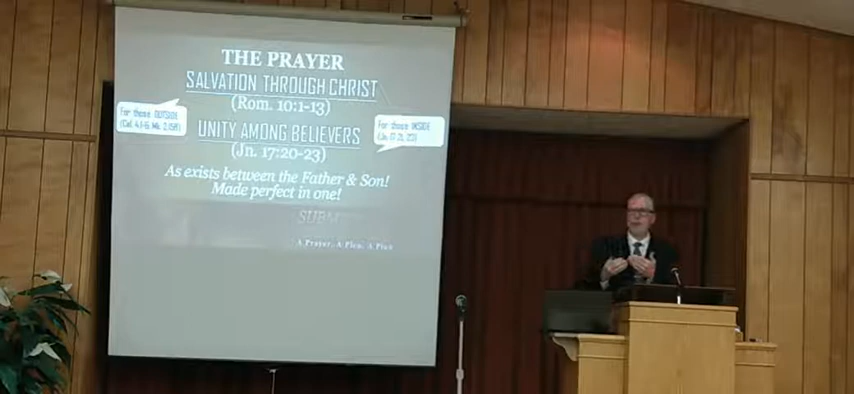 THE PRAYER
SALVATION THROUGH CHRIST
(Rom. 10:1-13)
For those OUTSIDE
UNITY AMONG BELIEVERS
For those INSIDE
(Jn. 17:20-23)
As exists between the Father & Son!
Made perfect in one!
A Prayer, A Plea, A Plan